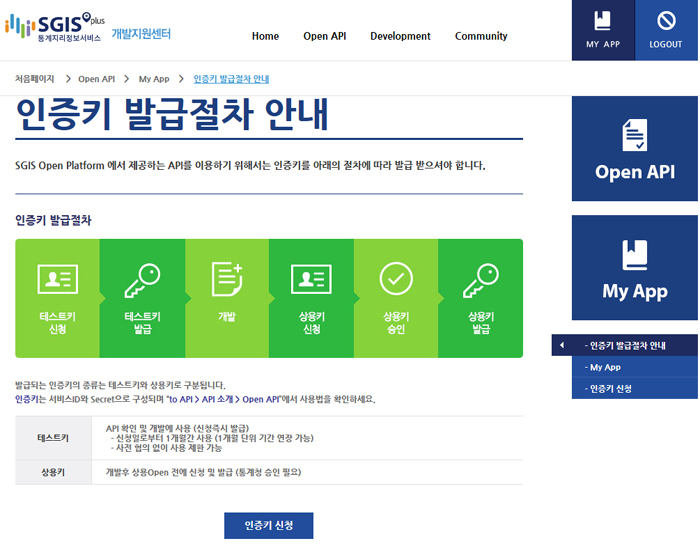 SGIS plus
통계지리정보서비스
개발지원센터
Home
Open API
Development
Community
MY APP
LOGOUT
처음페이지 > Open API > My App > 인증키 발급절차 안내
인증키 발급절차 안내
SGIS Open Platform 에서 제공하는 API를 이용하기 위해서는 인증키를 아래의 절차에 따라 발급 받으셔야 합니다.
인증키 발급절차
테스트키
신청
테스트키
발급
개발
상용키
신청
상용키
승인
상용키
발급
발급되는 인증키의 종류는 테스트키와 상용키로 구분됩니다.
인증키는 서비스ID와 Secret으로 구성되며 "to API > API 소개 > Open API"에서 사용법을 확인하세요.
테스트키
API 확인 및 개발에 사용 (신청즉시 발급)
- 신청일로부터 1개월간 사용 (1개월 단위 기간 연장 가능)
- 사전 협의 없이 사용 제한 가능
상용키
개발후 상용Open 전에 신청 및 발급 (통계청 승인 필요)
인증키 신청
Open API
My App
- 인증키 발급절차 안내
- My App
- 인증키 신청